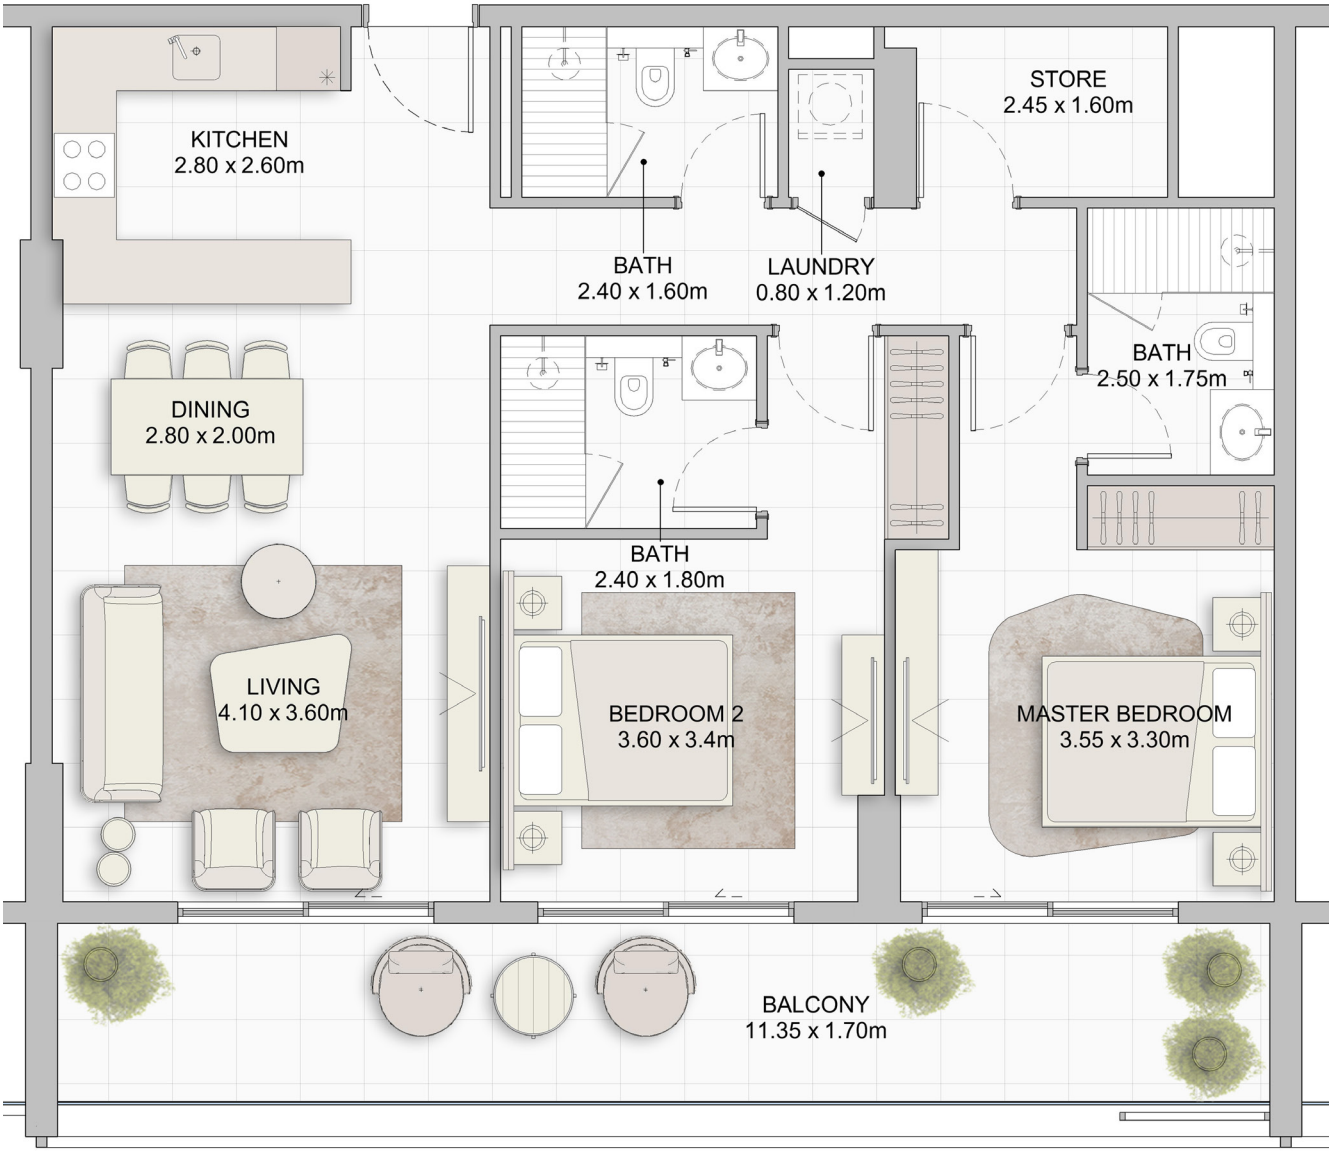 STORE
2.45 x 1.60m
KITCHEN
2.80 x 2.60m
BATH
2.40 x 1.60m
LAUNDRY
0.80 x 1.20m
BATH
2.50 x 1.75m
DINING
2.80 x 2.00m
BATH
2.40 x 1.80m
LIVING
4.10 x 3.60m
BEDROOM 2
3.60 x 3.4m
MASTER BEDROOM
3.55 x 3.30m
BALCONY
11.35 x 1.70m